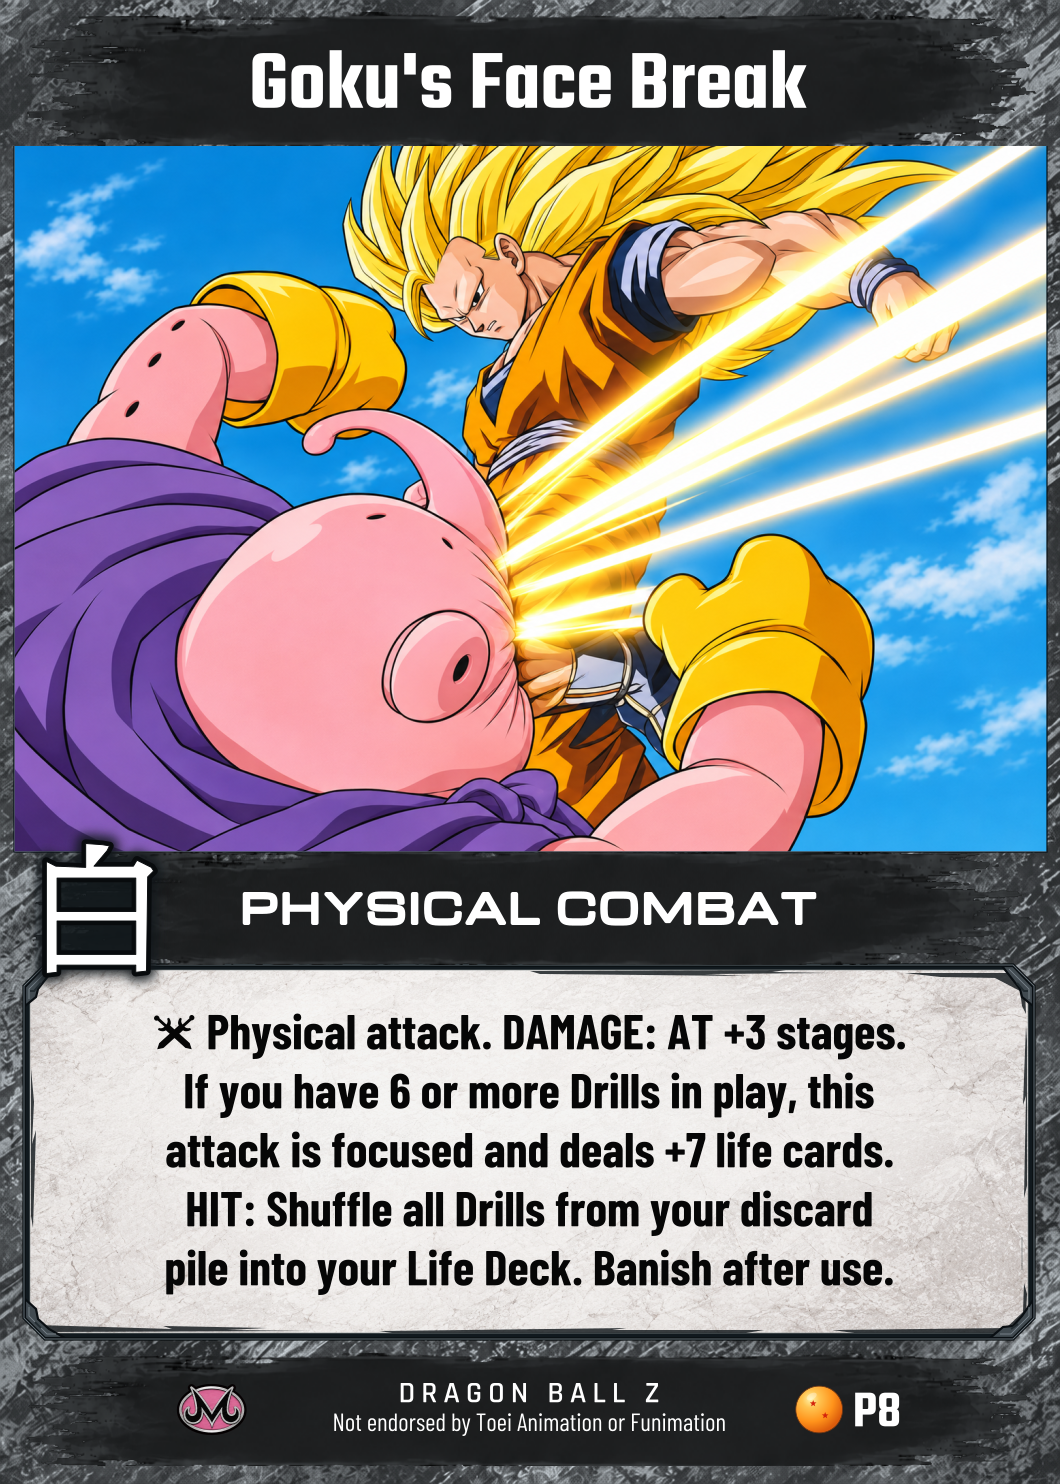 Goku's Face Break
白
PHYSICAL COMBAT
Physical attack. DAMAGE: AT +3 stages.
If you have 6 or more Drills in play, this
attack is focused and deals +7 life cards.
HIT: Shuffle all Drills from your discard
pile into your Life Deck. Banish after use.
M
DRAGON BALL Z
Not endorsed by Toei Animation or Funimation
P8